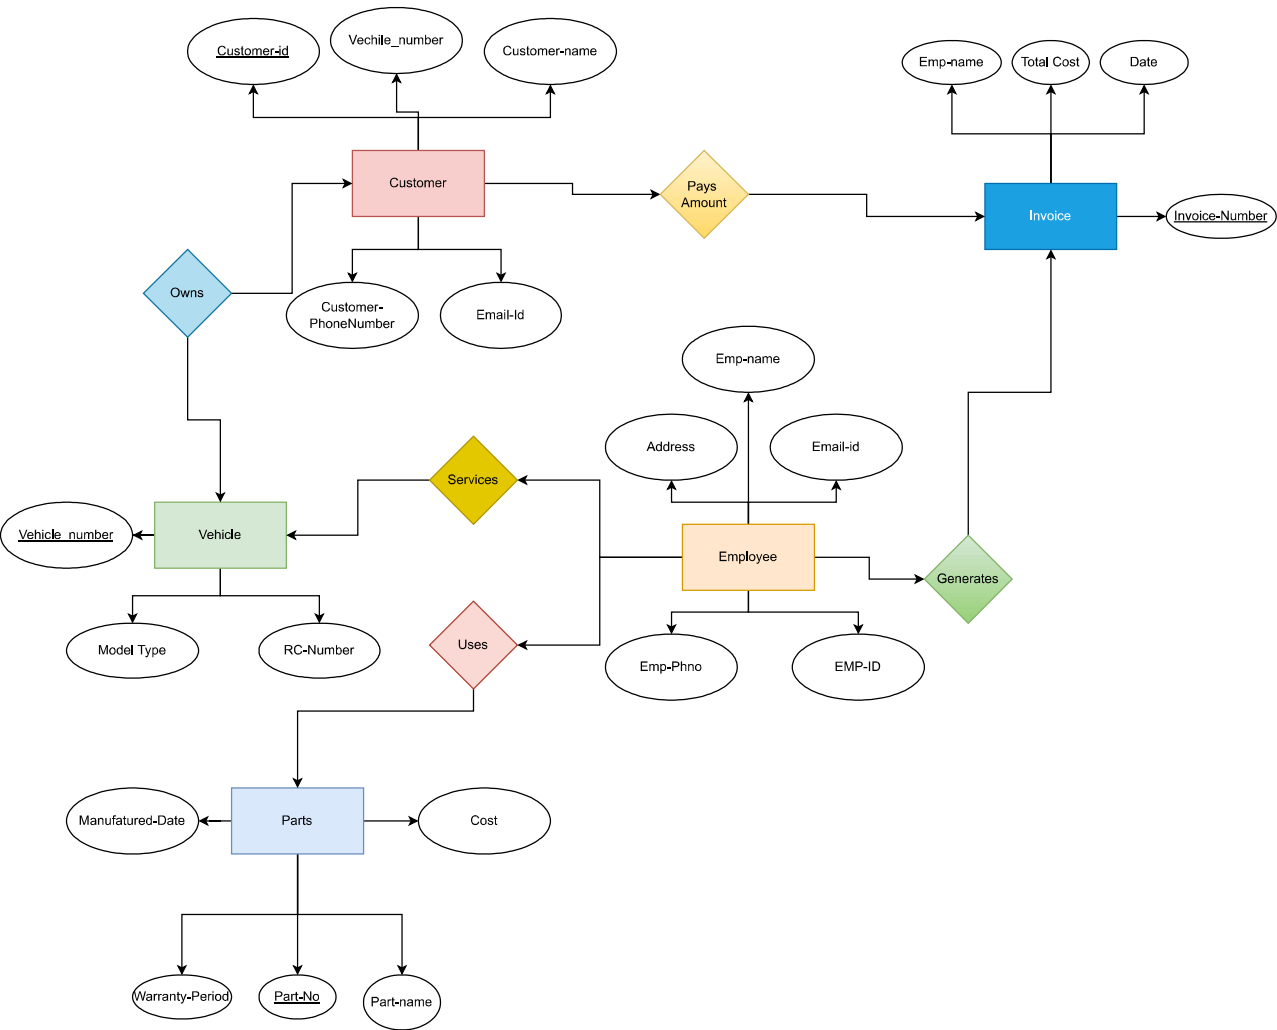 Customer-id
Vechile_number
Customer-name
Emp-name
Total Cost
Date
Customer
Pays
Amount
Invoice
Invoice-Number
Owns
Customer-
PhoneNumber
Email-Id
Emp-name
Address
Email-id
Services
Vehicle_number
Vehicle
Employee
Generates
Model Type
RC-Number
Uses
Emp-Phno
EMP-ID
Manufatured-Date
Parts
Cost
Warranty-Period
Part-No
Part-name